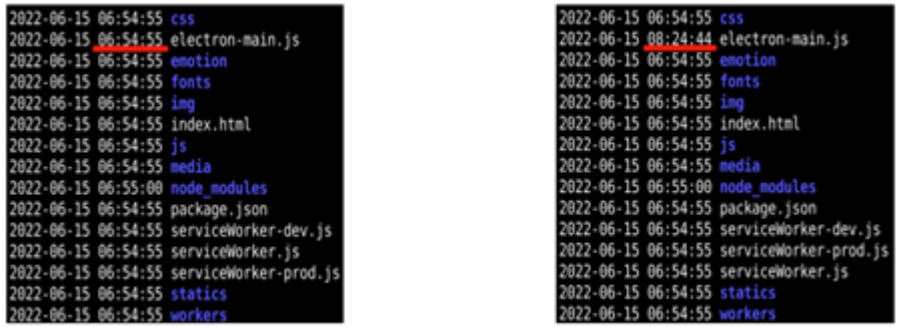 2022-06-15 06:54:55 css
2022-06-15 06:54:55 electron-main.js
2022-06-15 06:54:55 emotion
2022-06-15 06:54:55 fonts
2022-06-15 06:54:55 img
2022-06-15 06:54:55 index.html
2022-06-15 06:54:55 js
2022-06-15 06:54:55 media
2022-06-15 06:55:00 node_modules
2022-06-15 06:54:55 package.json
2022-06-15 06:54:55 serviceWorker-dev.js
2022-06-15 06:54:55 serviceWorker.js
2022-06-15 06:54:55 serviceWorker-prod.js
2022-06-15 06:54:55 statics
2022-06-15 06:54:55 workers
2022-06-15 06:54:55 css
2022-06-15 08:24:44 electron-main.js
2022-06-15 06:54:55 emotion
2022-06-15 06:54:55 fonts
2022-06-15 06:54:55 img
2022-06-15 06:54:55 index.html
2022-06-15 06:54:55 js
2022-06-15 06:54:55 media
2022-06-15 06:55:00 node_modules
2022-06-15 06:54:55 package.json
2022-06-15 06:54:55 serviceWorker-dev.js
2022-06-15 06:54:55 serviceWorker-prod.js
2022-06-15 06:54:55 serviceWorker.js
2022-06-15 06:54:55 statics
2022-06-15 06:54:55 workers